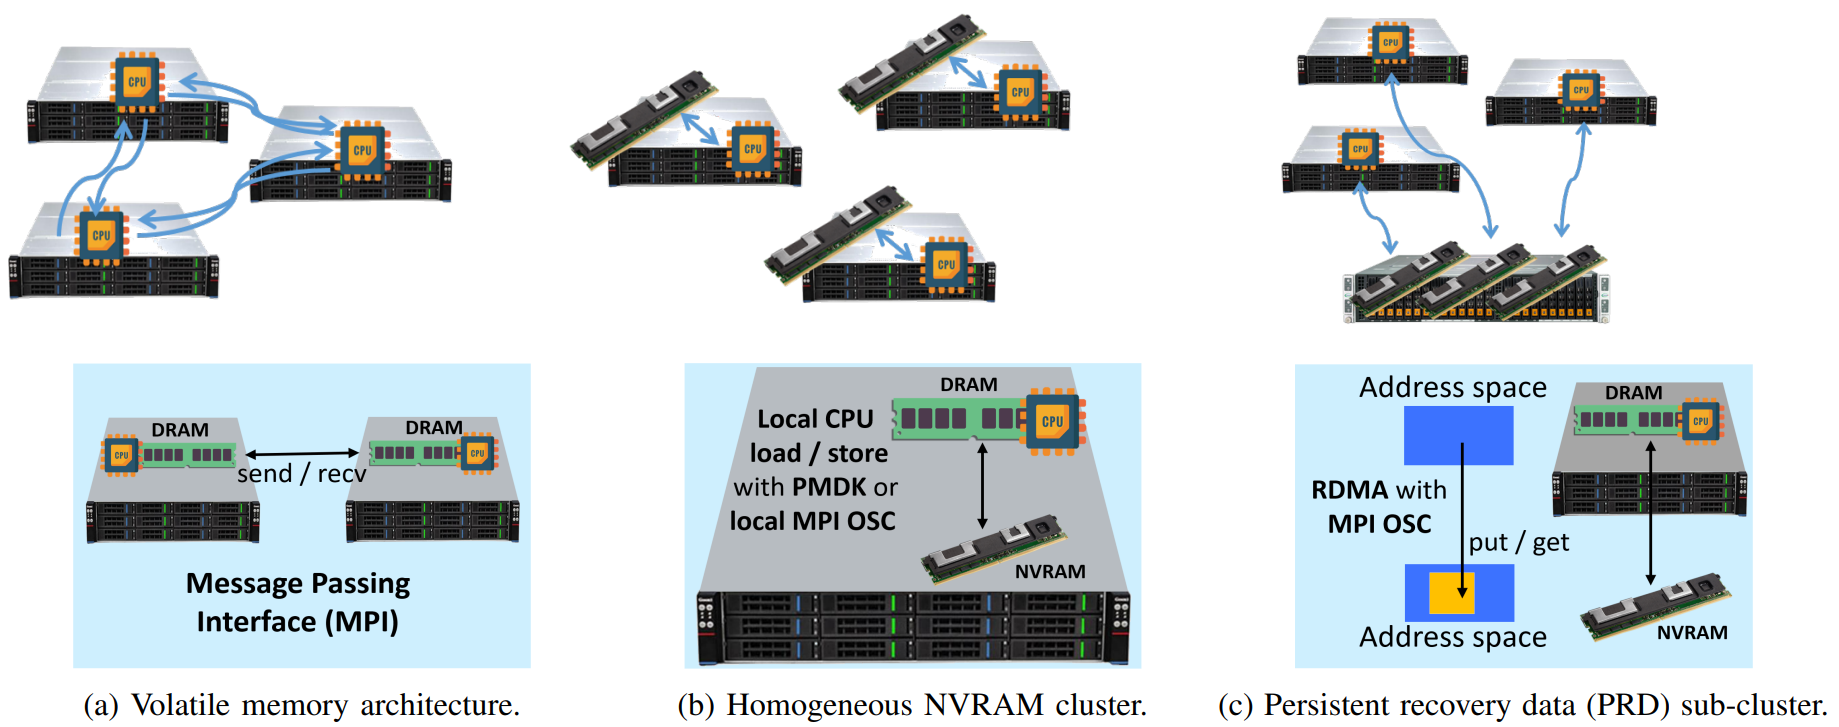 CPU
CPU
CPU
DRAM
DRAM
CPU
CPU
send / recv
Message Passing
Interface (MPI)
(a) Volatile memory architecture.
CPU
CPU
CPU
DRAM
CPU
Local CPU
load / store
with PMDK or
local MPI OSC
NVRAM
(b) Homogeneous NVRAM cluster.
CPU
CPU
CPU
Address space
DRAM
CPU
RDMA with
MPI OSC
put / get
Address space
NVRAM
(c) Persistent recovery data (PRD) sub-cluster.